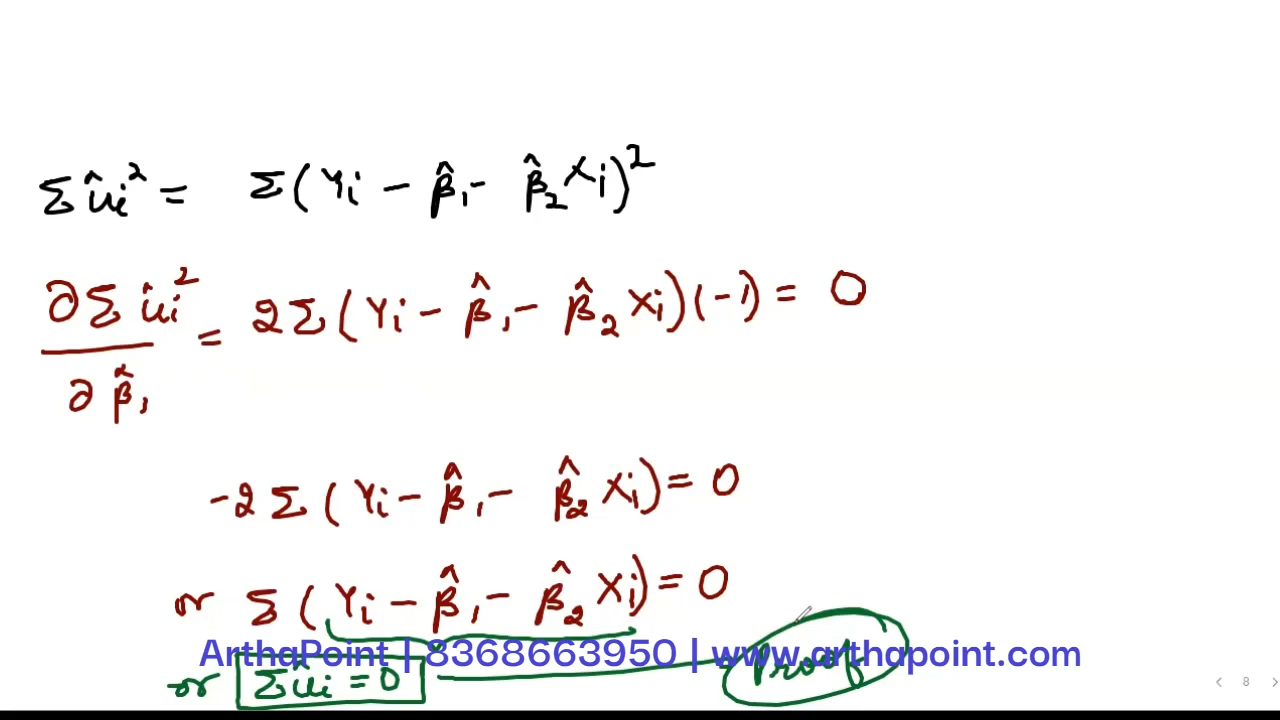 Σûi² = Σ(Yi − β̂₁ − β̂₂Xi)²
∂Σûi² / ∂β̂₁ = 2Σ(Yi − β̂₁ − β̂₂Xi)(−1) = 0
−2Σ(Yi − β̂₁ − β̂₂Xi) = 0
or Σ(Yi − β̂₁ − β̂₂Xi) = 0
ArthaPoint | 8368663950 | www.arthapoint.com
or Σûi = 0 Proof
8